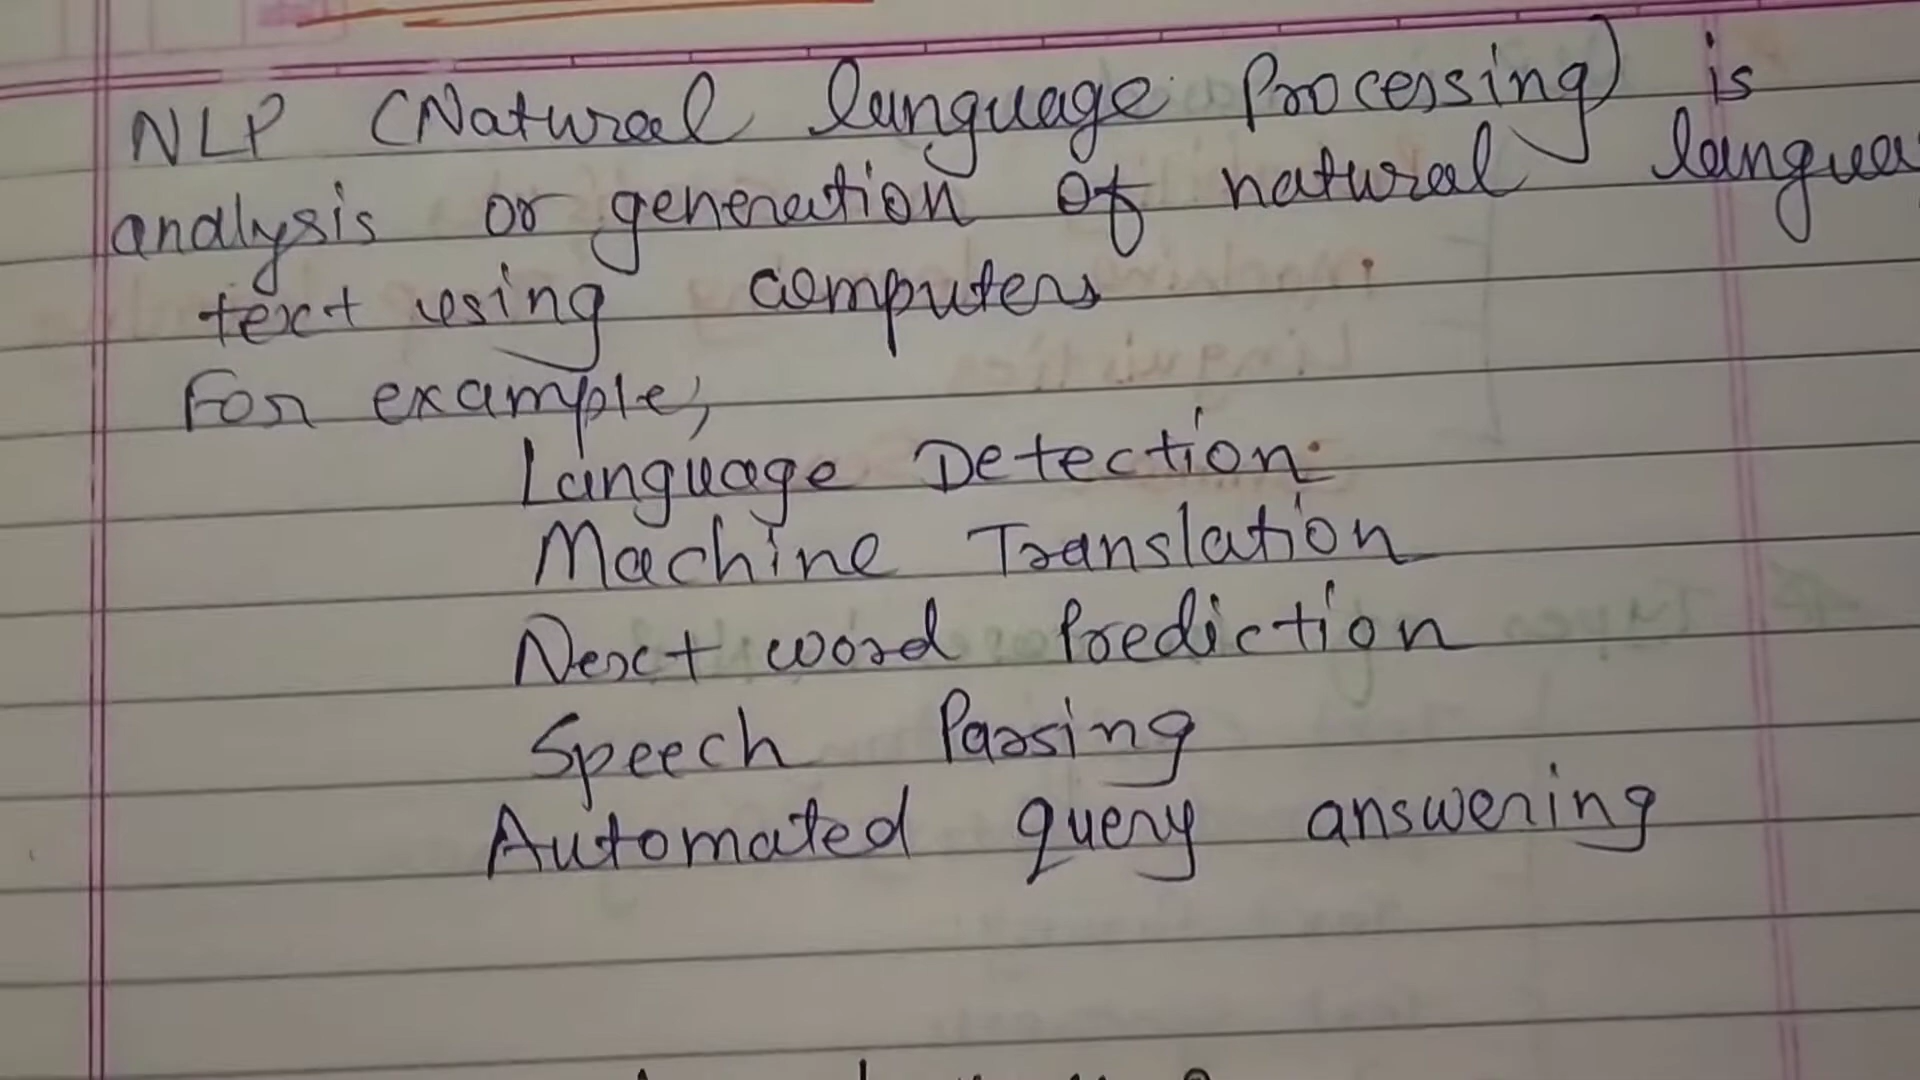 NLP (Natural language Processing) is
analysis or generation of natural langua
text using computers
For example,
Language Detection
Machine Translation
Next word Prediction
Speech Parsing
Automated query answering